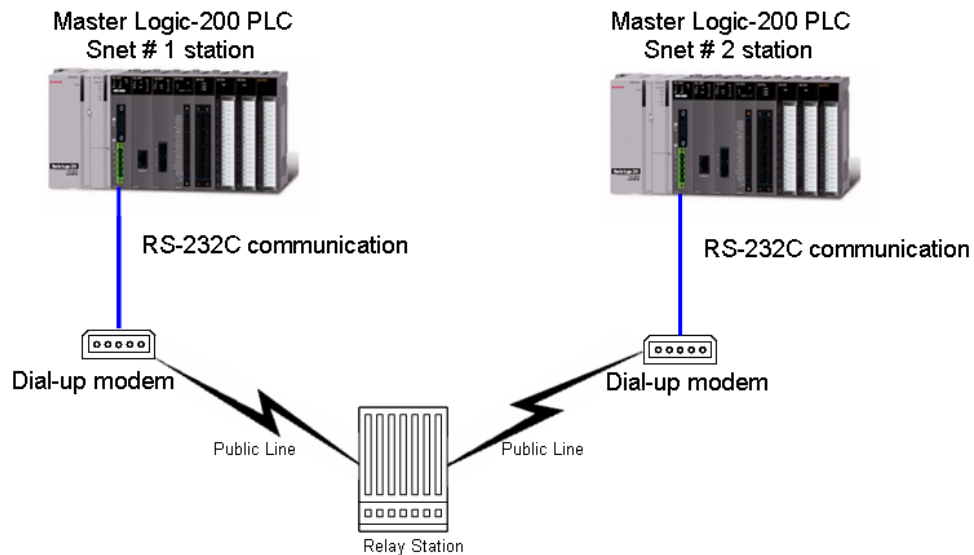 Master Logic-200 PLC
Snet # 1 station
Master Logic-200 PLC
Snet # 2 station
RS-232C communication
RS-232C communication
Dial-up modem
Dial-up modem
Public Line
Public Line
Relay Station